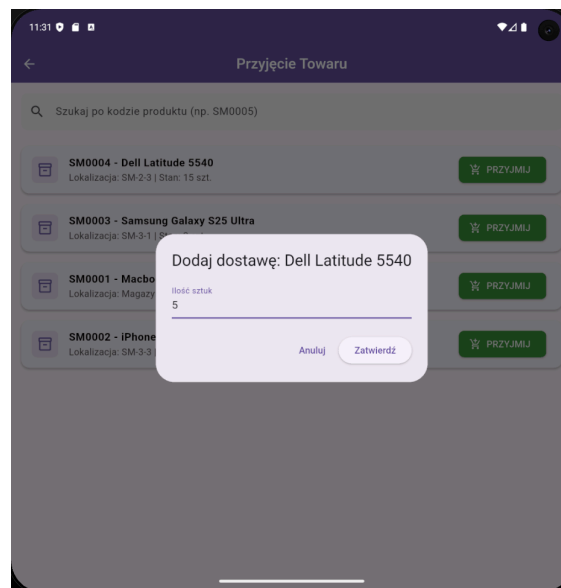 11:31
Przyjęcie Towaru
Szukaj po kodzie produktu (np. SM0005)
SM0004 - Dell Latitude 5540
Lokalizacja: SM-2-3 | Stan: 15 szt.
PRZYJMIJ
SM0003 - Samsung Galaxy S25 Ultra
Lokalizacja: SM-3-1 |
PRZYJMIJ
Dodaj dostawę: Dell Latitude 5540
SM0001 - Macbo
Lokalizacja: Magazy
PRZYJMIJ
Ilość sztuk
5
SM0002 - iPhone
Lokalizacja: SM-3-3 |
PRZYJMIJ
Anuluj
Zatwierdź